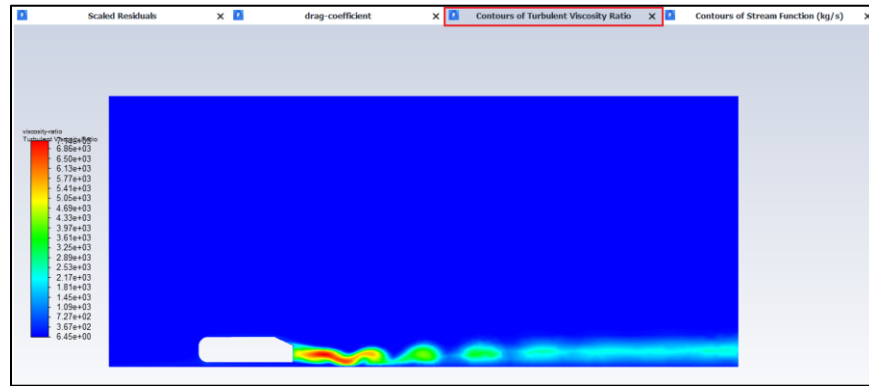 Scaled Residuals
drag-coefficient
Contours of Turbulent Viscosity Ratio
Contours of Stream Function (kg/s)
viscosity-ratio
Turbulent Viscosity Ratio
6.86e+03
6.50e+03
6.13e+03
5.77e+03
5.41e+03
5.05e+03
4.69e+03
4.33e+03
3.97e+03
3.61e+03
3.25e+03
2.89e+03
2.53e+03
2.17e+03
1.81e+03
1.45e+03
1.09e+03
7.27e+02
3.67e+02
6.45e+00